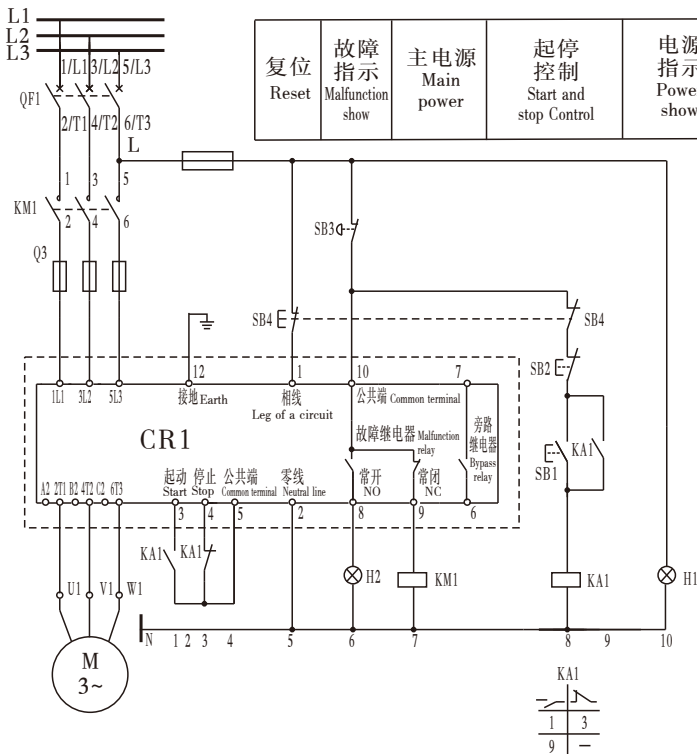 L1
L2
L3
1/L1 3/L2 5/L3
QF1
2/T1 4/T2 6/T3
L
复位
Reset
故障
指示
Malfunction
show
主电源
Main
power
起停
控制
Start and
stop Control
电源
指示
Power
show
1 3 5
KM1
2 4 6
Q3
SB3
SB4
SB4
SB2
SB1
KA1
12 1 10 7
1L1 3L2 5L3
接地 Earth
相线
Leg of a circuit
公共端 Common terminal
CR1
故障继电器 Malfunction
relay
旁路
继电器
Bypass
relay
起动
Start
停止
Stop
公共端
Common terminal
零线
Neutral line
常开
NO
常闭
NC
A2 2T1 B2 4T2 C2 6T3
3 4 5 2 8 9 6
KA1 KA1
H2
KM1
KA1
H1
U1 V1 W1
N 1 2 3 4 5 6 7 8 9 10
M
3~
KA1
1 3
9 —